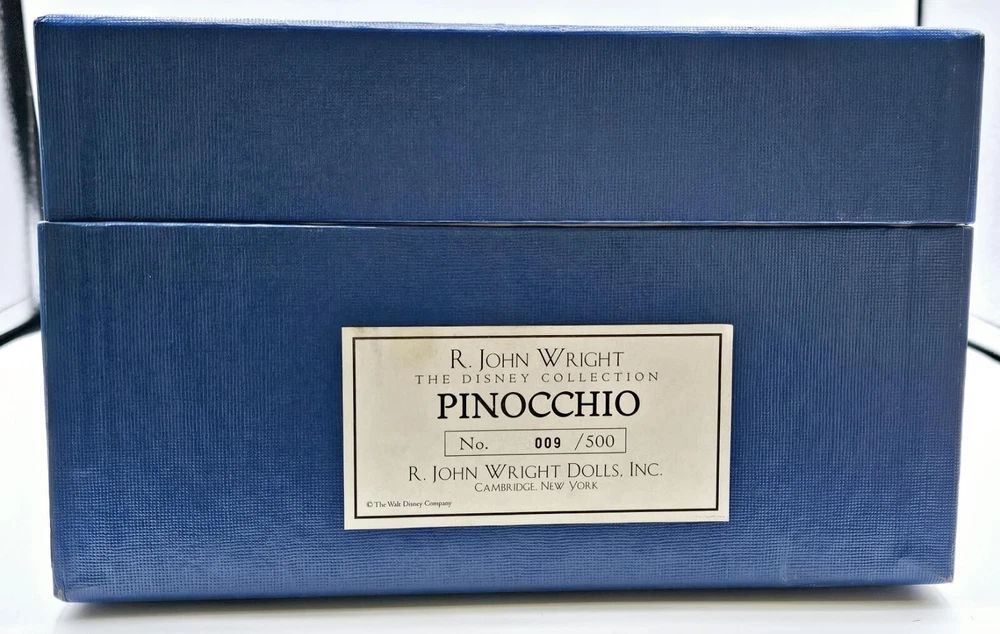 R. JOHN WRIGHT
THE DISNEY COLLECTION
PINOCCHIO
No. 009 /500
R. JOHN WRIGHT DOLLS, INC.
CAMBRIDGE, NEW YORK
© The Walt Disney Company